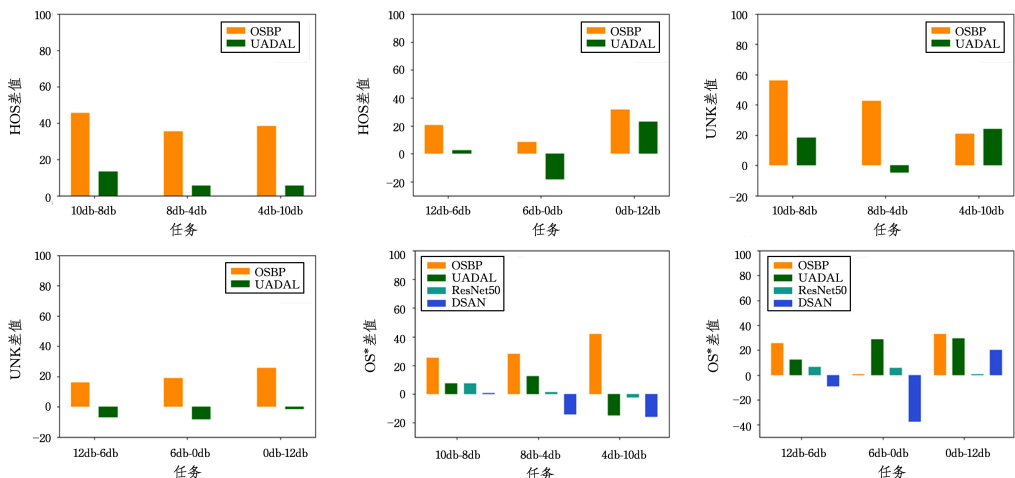 HOS差值
100
80
60
40
20
0
OSBP
UADAL
10db-8db 8db-4db 4db-10db
任务
HOS差值
100
80
60
40
20
0
−20
OSBP
UADAL
12db-6db 6db-0db 0db-12db
任务
UNK差值
100
80
60
40
20
0
−20
OSBP
UADAL
10db-8db 8db-4db 4db-10db
任务
UNK差值
100
80
60
40
20
0
−20
OSBP
UADAL
12db-6db 6db-0db 0db-12db
任务
OS*差值
100
80
60
40
20
0
−20
OSBP
UADAL
ResNet50
DSAN
10db-8db 8db-4db 4db-10db
任务
OS*差值
100
80
60
40
20
0
−20
−40
OSBP
UADAL
ResNet50
DSAN
12db-6db 6db-0db 0db-12db
任务